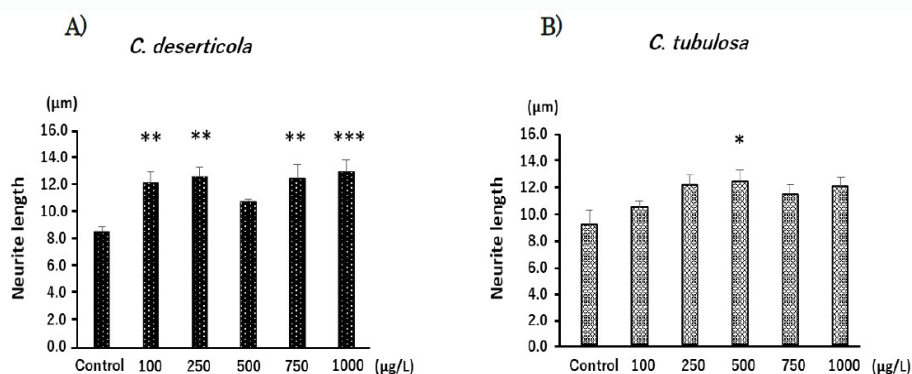 A)
C. deserticola
(μm)
** ** ** ***
16.0
14.0
12.0
10.0
8.0
6.0
4.0
2.0
0.0
Neurite length
Control 100 250 500 750 1000 (μg/L)
B)
C. tubulosa
(μm)
*
16.0
14.0
12.0
10.0
8.0
6.0
4.0
2.0
0.0
Neurite length
Control 100 250 500 750 1000 (μg/L)